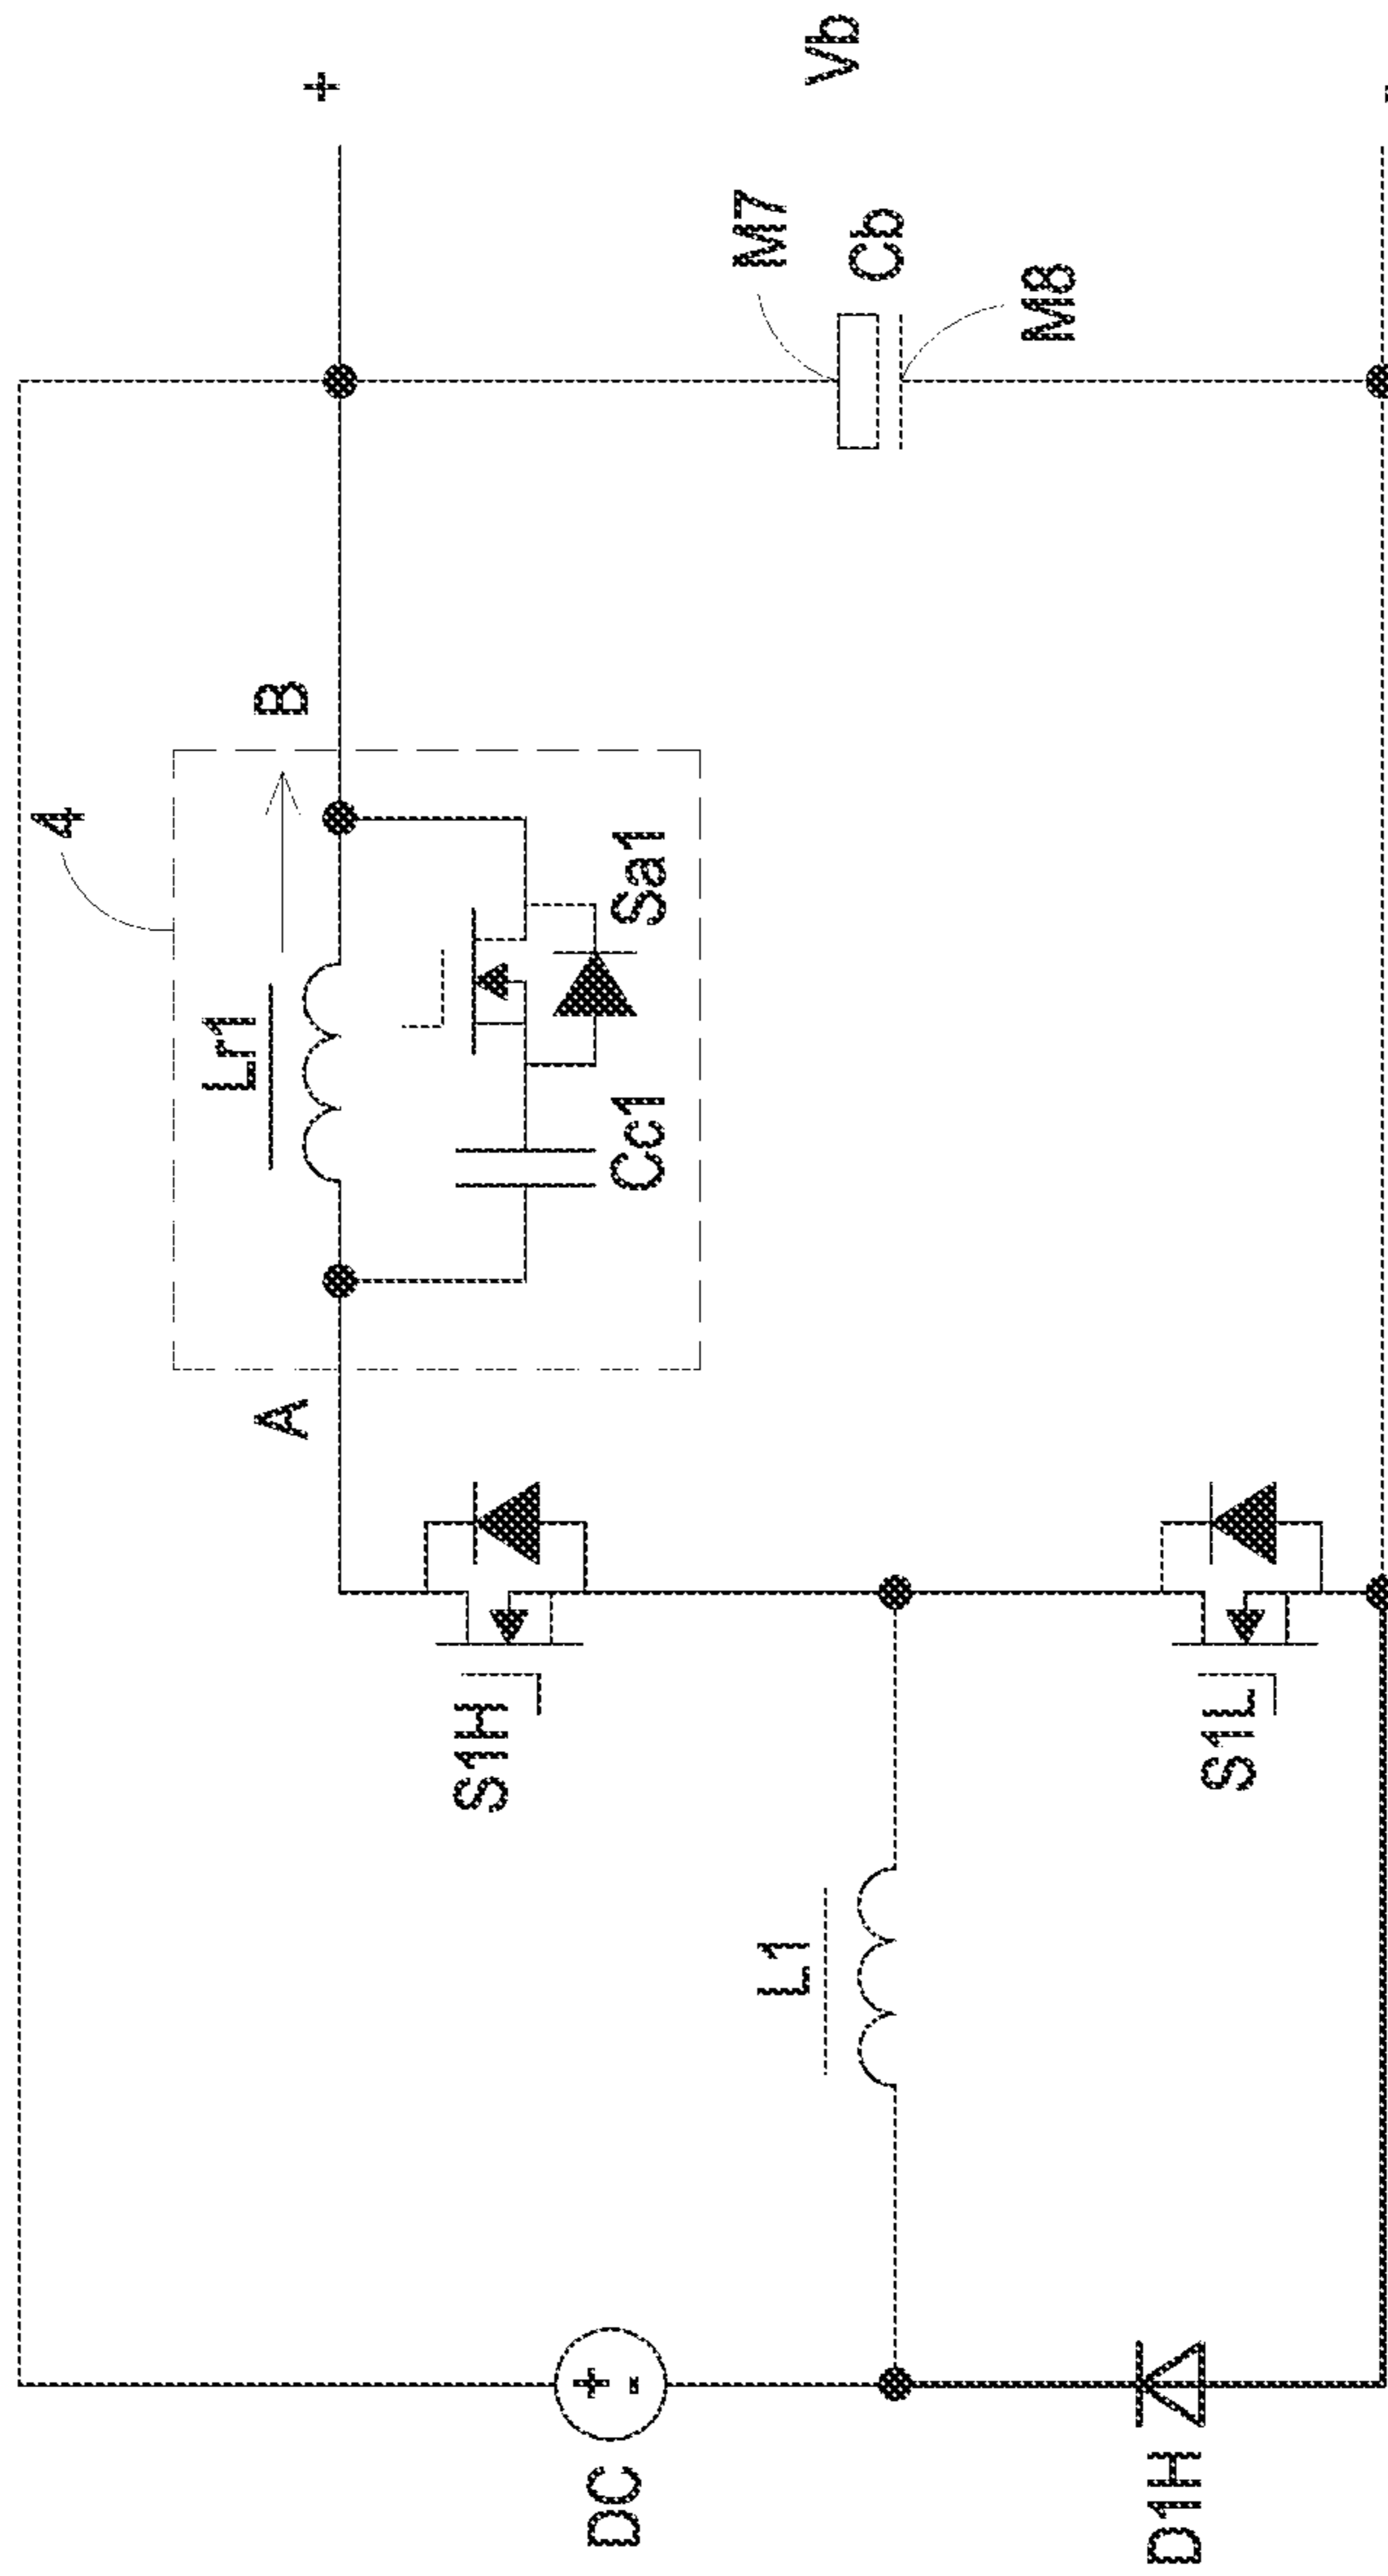 +
Vb
M7
Cb
M8
B
4
Lr1
Sa1
Cc1
A
S1H
S1L
L1
+
-
DC
D1H
-